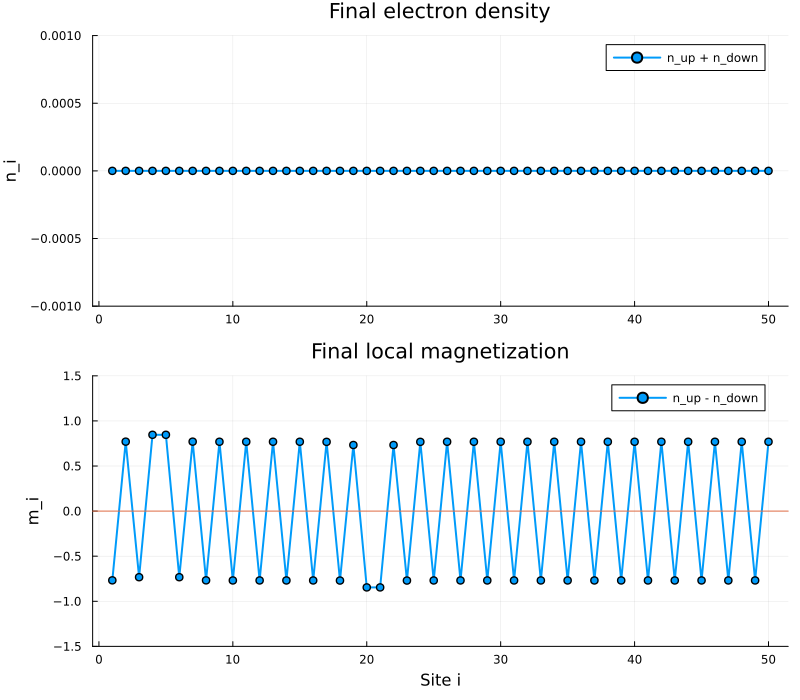 Final electron density
0.0010
0.0005
0.0000
−0.0005
−0.0010
n_i
n_up + n_down
0 10 20 30 40 50
Final local magnetization
1.5
1.0
0.5
0.0
−0.5
−1.0
−1.5
m_i
n_up - n_down
0 10 20 30 40 50
Site i